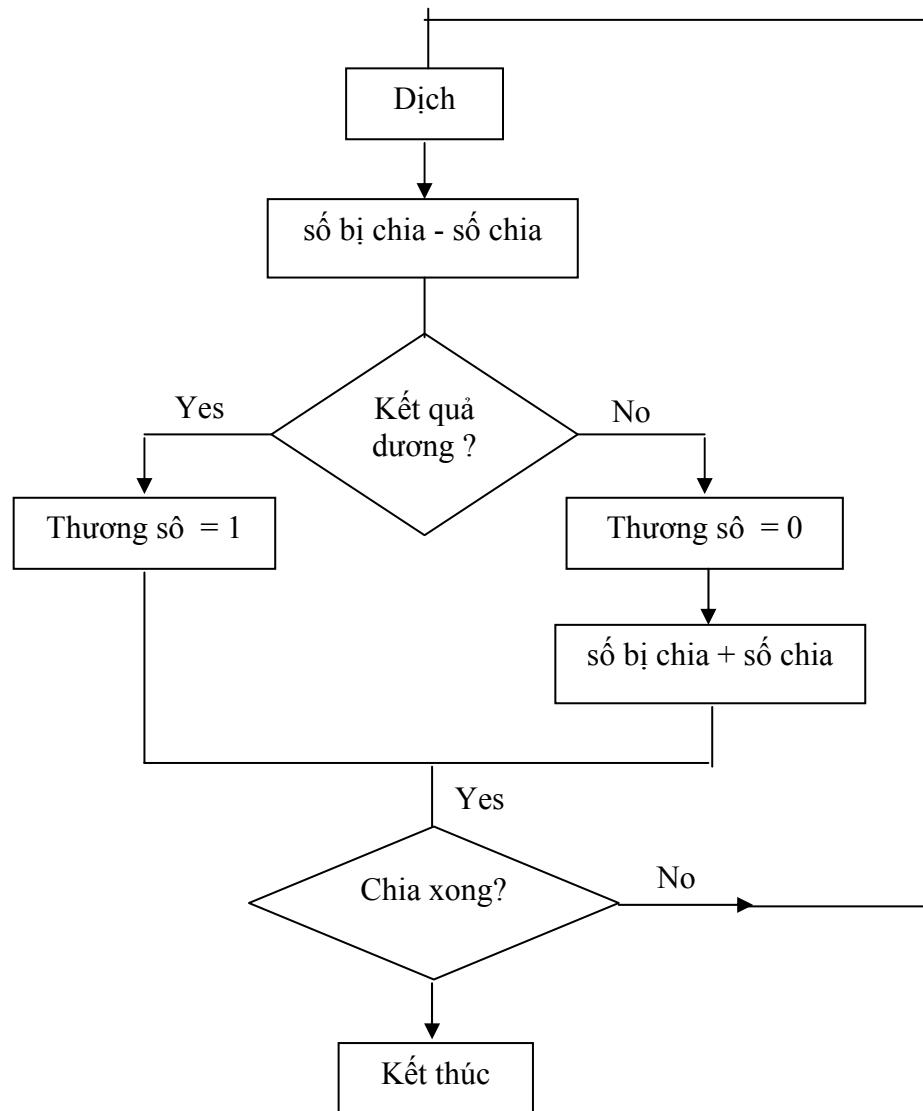 Dịch
số bị chia - số chia
Kết quả
dương ?
Yes
No
Thương sô = 1
Thương sô = 0
số bị chia + số chia
Yes
Chia xong?
No
Kết thúc